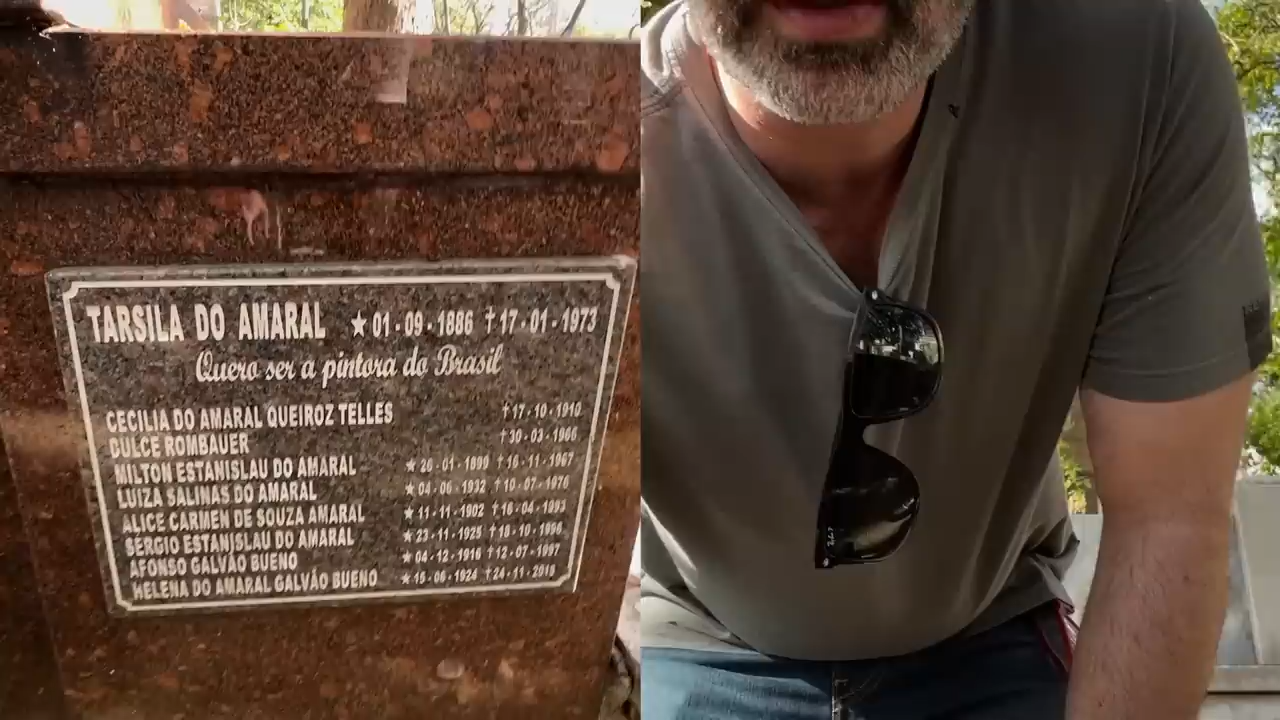 TARSILA DO AMARAL ★ 01-09-1886 †17-01-1973
Quero ser a pintora do Brasil
CECILIA DO AMARAL QUEIROZ TELLES †17-10-1910
DULCE ROMBAUER †30-03-1966
MILTON ESTANISLAU DO AMARAL ★ 26-01-1899 †16-11-1967
LUIZA SALINAS DO AMARAL ★ 04-06-1932 †10-07-1976
ALICE CARMEN DE SOUZA AMARAL ★ 11-11-1902 †16-04-1993
SERGIO ESTANISLAU DO AMARAL ★ 23-11-1925 †18-10-1996
AFONSO GALVÃO BUENO ★ 04-12-1916 †12-07-1997
HELENA DO AMARAL GALVÃO BUENO ★ 15-06-1924 †24-11-2018